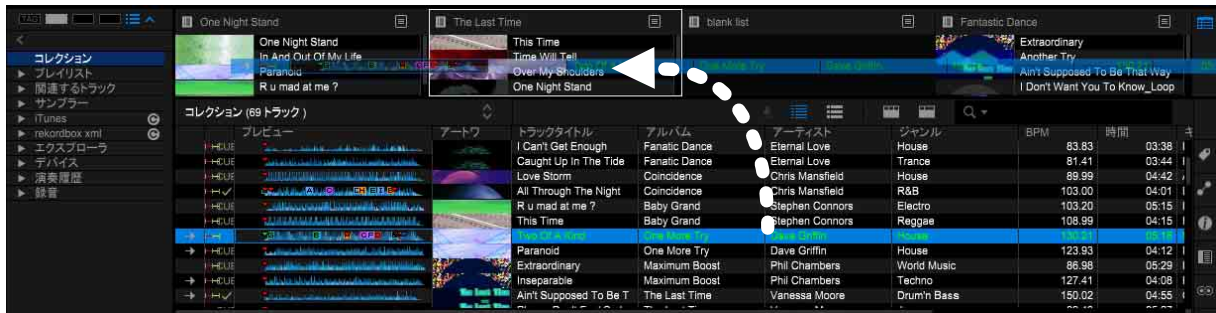 TAG
One Night Stand
The Last Time
blank list
Fantastic Dance
One Night Stand
In And Out Of My Life
Paranoid
R u mad at me ?
This Time
Time Will Tell
Over My Shoulders
One Night Stand
One More Try
Dave Griffin
Extraordinary
Another Try
Ain't Supposed To Be That Way
I Don't Want You To Know_Loop
コレクション
▶ プレイリスト
▶ 関連するトラック
▶ サンプラー
▶ iTunes
▶ rekordbox xml
▶ エクスプローラ
▶ デバイス
▶ 演奏履歴
▶ 録音
コレクション (69 トラック)
プレビュー アートワ トラックタイトル アルバム アーティスト ジャンル BPM 時間 キ
I Can't Get Enough Fanatic Dance Eternal Love House 83.83 03:38
Caught Up In The Tide Fanatic Dance Eternal Love Trance 81.41 03:44
Love Storm Coincidence Chris Mansfield House 89.99 04:42
All Through The Night Coincidence Chris Mansfield R&B 103.00 04:01
R u mad at me ? Baby Grand Stephen Connors Electro 103.20 05:15
This Time Baby Grand Stephen Connors Reggae 108.99 04:15
Two Of A Kind One More Try Dave Griffin House 130.21 05:18
Paranoid One More Try Dave Griffin House 123.93 04:12
Extraordinary Maximum Boost Phil Chambers World Music 86.98 05:29
Inseparable Maximum Boost Phil Chambers Techno 127.41 04:08
Ain't Supposed To Be T The Last Time Vanessa Moore Drum'n Bass 150.02 04:55